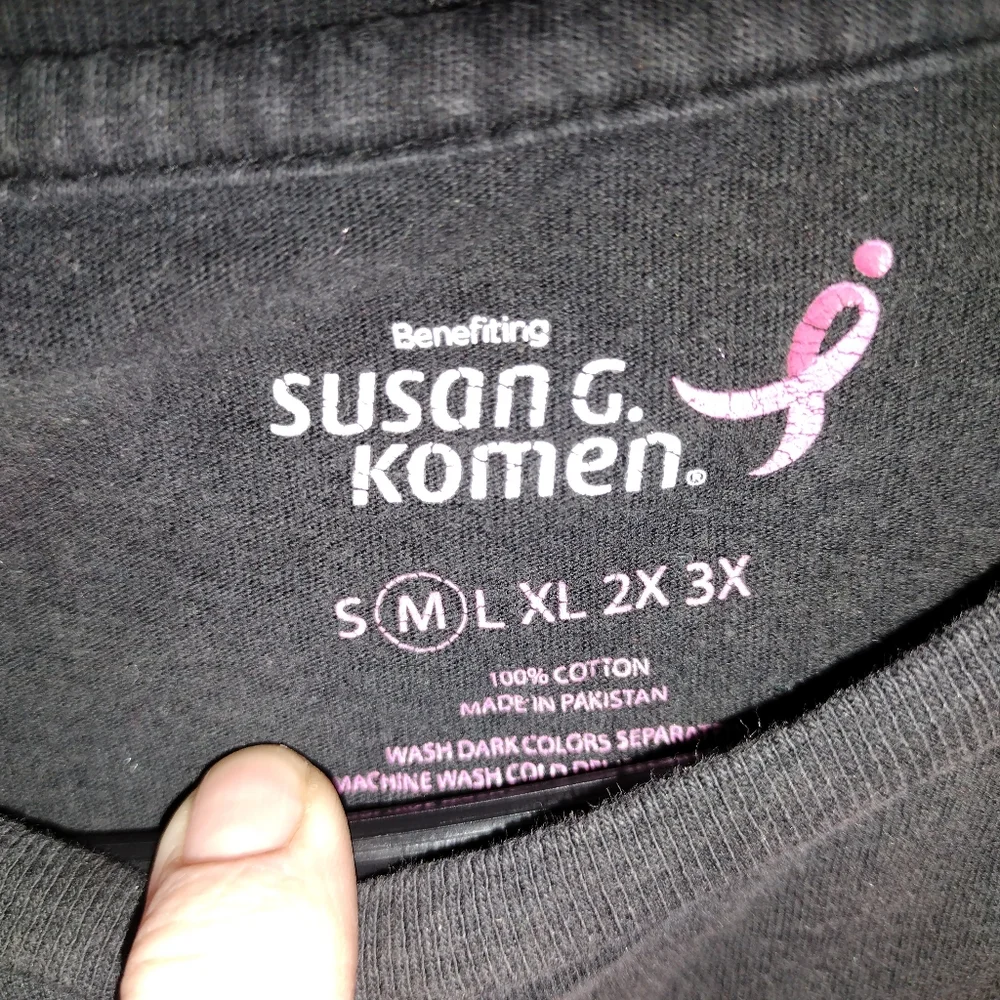 Benefiting
susan G.
komen®
S M L XL 2X 3X
100% COTTON
MADE IN PAKISTAN
WASH DARK COLORS
MACHINE WASH COLD